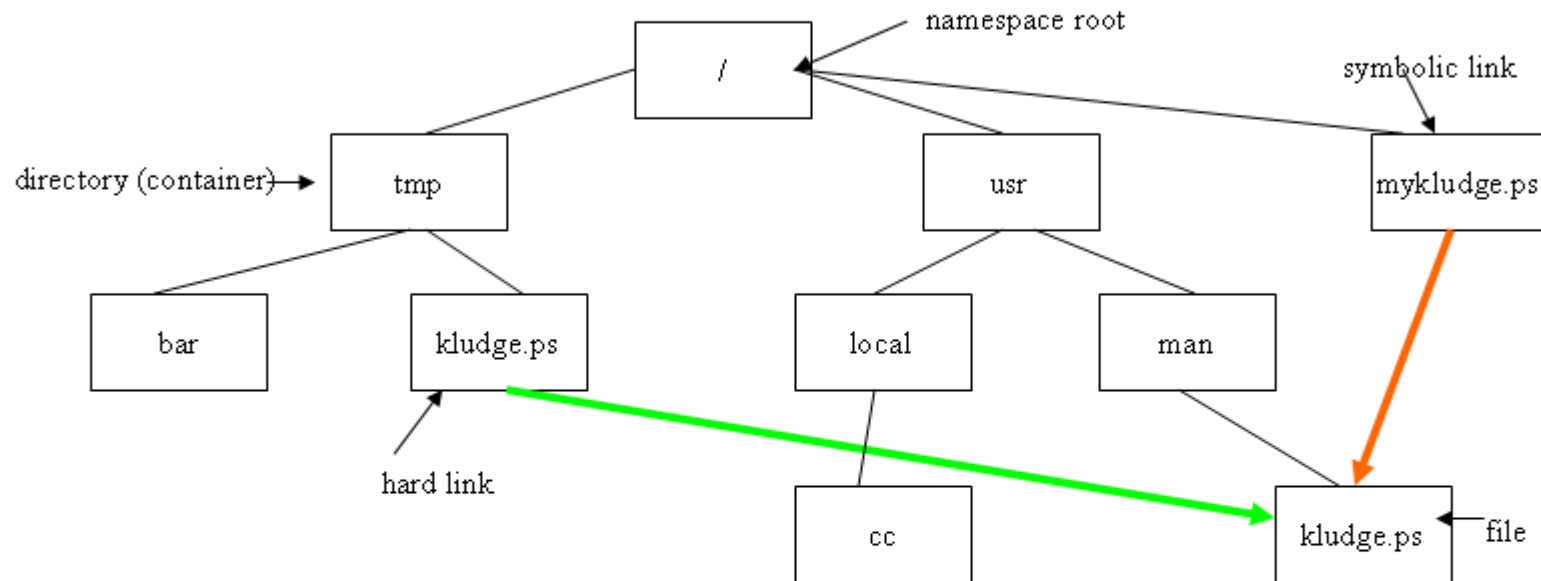 namespace root
/
symbolic link
directory (container)
tmp
usr
mykludge.ps
bar
kludge.ps
local
man
hard link
cc
kludge.ps
file